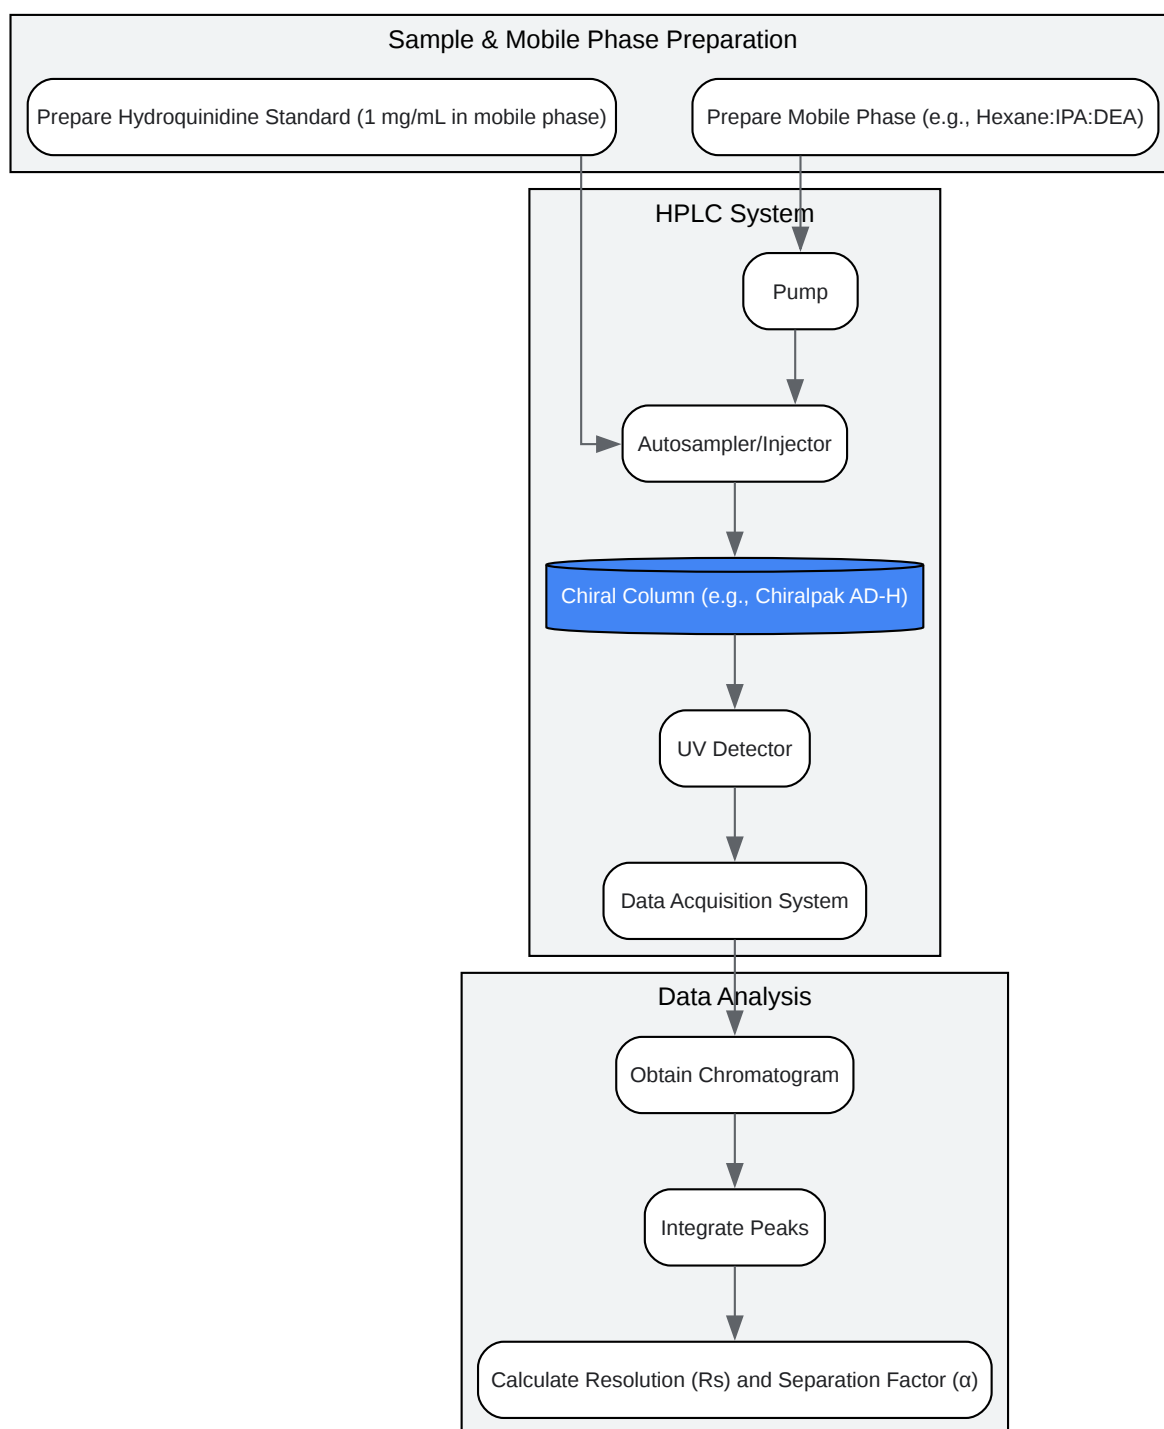 Sample & Mobile Phase Preparation
Prepare Hydroquinidine Standard (1 mg/mL in mobile phase)
Prepare Mobile Phase (e.g., Hexane:IPA:DEA)
HPLC System
Pump
Autosampler/Injector
Chiral Column (e.g., Chiralpak AD-H)
UV Detector
Data Acquisition System
Data Analysis
Obtain Chromatogram
Integrate Peaks
Calculate Resolution (Rs) and Separation Factor (α)